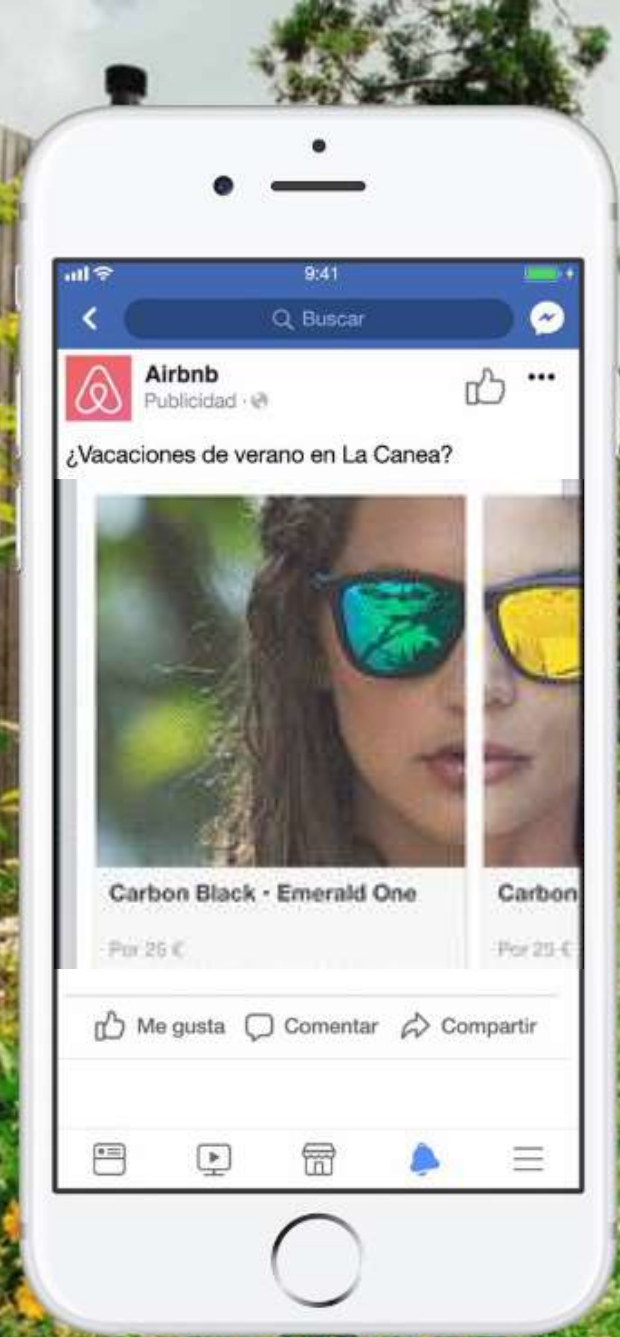 9:41
Buscar
Airbnb
Publicidad
¿Vacaciones de verano en La Canea?
Carbon Black · Emerald One
Carbon
Por 25 €
Me gusta
Comentar
Compartir